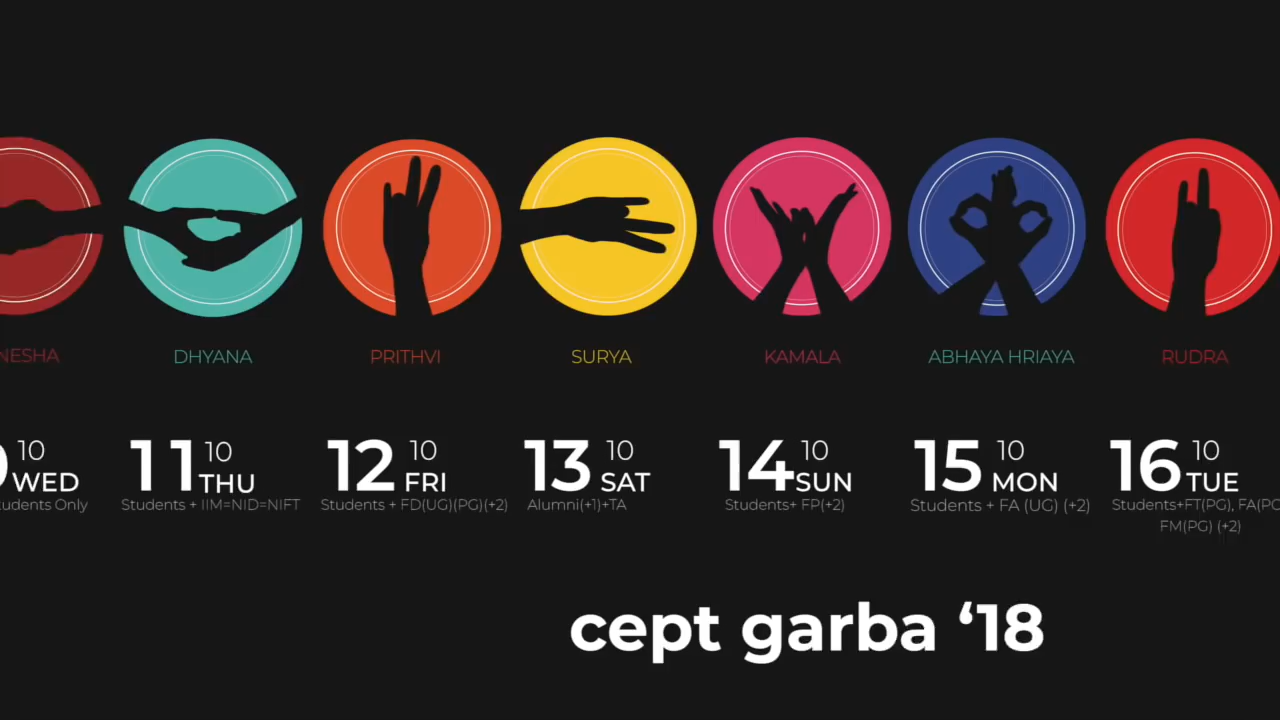 NESHA DHYANA PRITHVI SURYA KAMALA ABHAYA HRIAYA RUDRA
10 11 10 12 10 13 10 14 10 15 10 16 10
WED THU FRI SAT SUN MON TUE
udents Only Students + IIM=NID=NIFT Students + FD(UG)(PG)(+2) Alumni(+1)+TA Students+ FP(+2) Students + FA (UG) (+2) Students+FT(PG), FA(PG
FM(PG) (+2)
cept garba ‘18